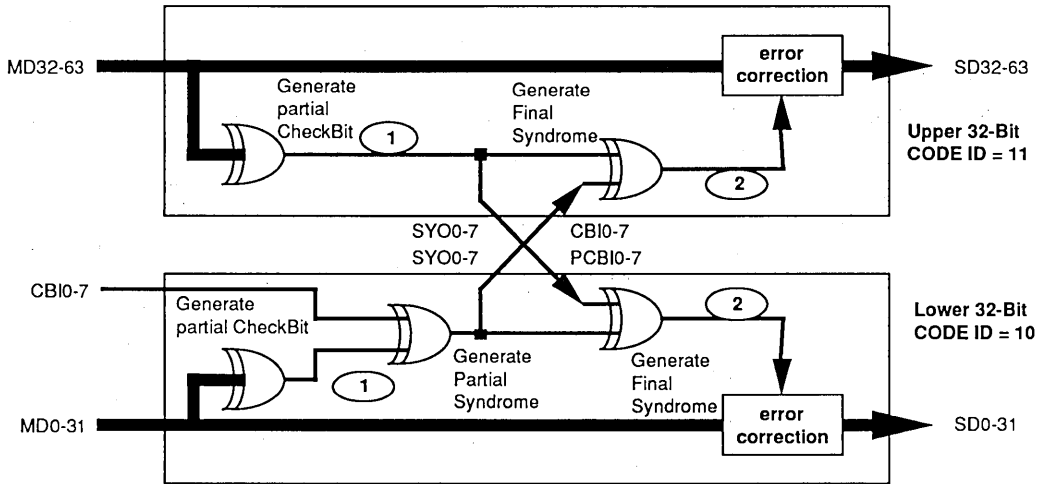 MD32-63
Generate
partial
CheckBit
1
Generate
Final
Syndrome
error
correction
SD32-63
2
Upper 32-Bit
CODE ID = 11
SYO0-7
CBI0-7
SYO0-7
PCBI0-7
CBI0-7
Generate
partial CheckBit
1
Generate
Partial
Syndrome
2
Generate
Final
Syndrome
Lower 32-Bit
CODE ID = 10
MD0-31
error
correction
SD0-31